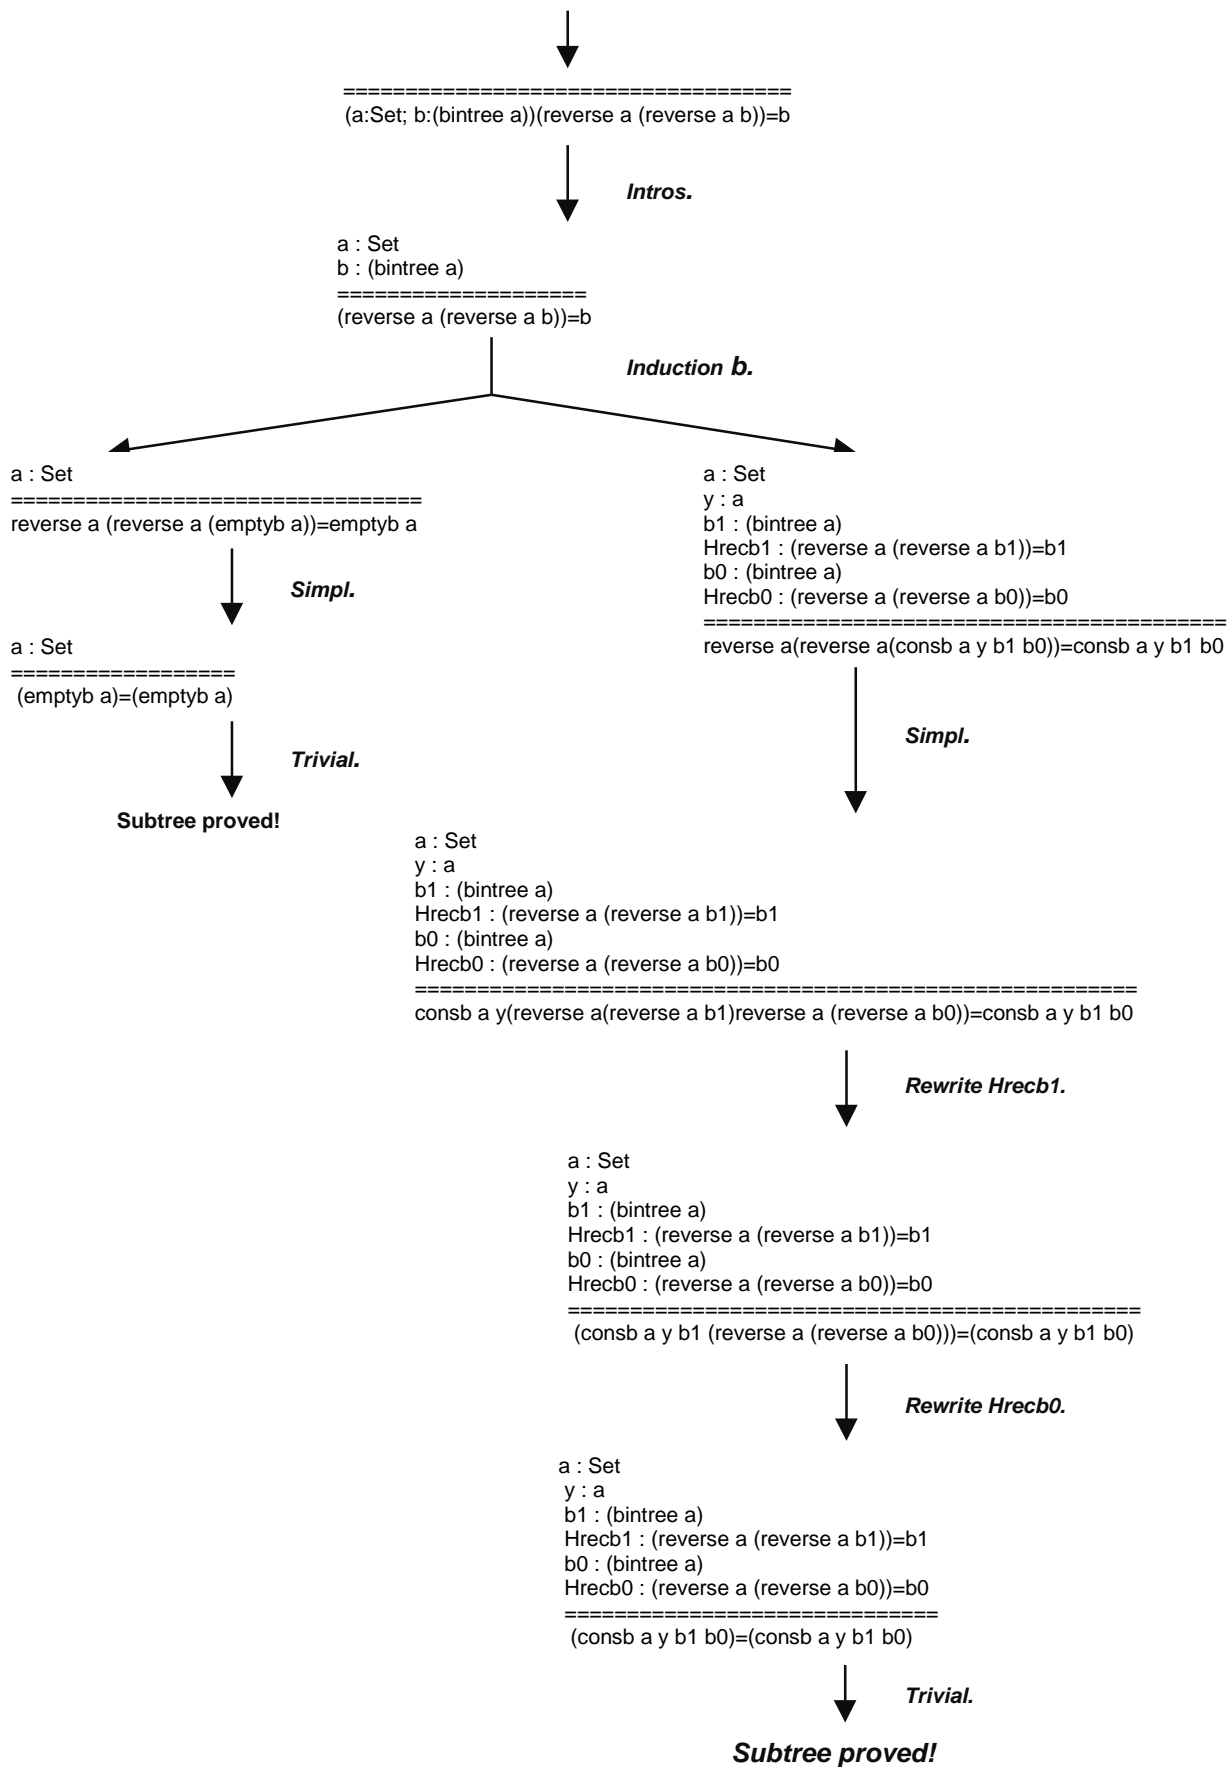 ====================================
(a:Set; b:(bintree a))(reverse a (reverse a b))=b
Intros.
a : Set
b : (bintree a)
====================
(reverse a (reverse a b))=b
Induction b.
a : Set
=================================
reverse a (reverse a (emptyb a))=emptyb a
Simpl.
a : Set
==================
(emptyb a)=(emptyb a)
Trivial.
Subtree proved!
a : Set
y : a
b1 : (bintree a)
Hrecb1 : (reverse a (reverse a b1))=b1
b0 : (bintree a)
Hrecb0 : (reverse a (reverse a b0))=b0
==========================================
reverse a(reverse a(consb a y b1 b0))=consb a y b1 b0
Simpl.
a : Set
y : a
b1 : (bintree a)
Hrecb1 : (reverse a (reverse a b1))=b1
b0 : (bintree a)
Hrecb0 : (reverse a (reverse a b0))=b0
==========================================================
consb a y(reverse a(reverse a b1)reverse a (reverse a b0))=consb a y b1 b0
Rewrite Hrecb1.
a : Set
y : a
b1 : (bintree a)
Hrecb1 : (reverse a (reverse a b1))=b1
b0 : (bintree a)
Hrecb0 : (reverse a (reverse a b0))=b0
==============================================
(consb a y b1 (reverse a (reverse a b0)))=(consb a y b1 b0)
Rewrite Hrecb0.
a : Set
y : a
b1 : (bintree a)
Hrecb1 : (reverse a (reverse a b1))=b1
b0 : (bintree a)
Hrecb0 : (reverse a (reverse a b0))=b0
==============================
(consb a y b1 b0)=(consb a y b1 b0)
Trivial.
Subtree proved!